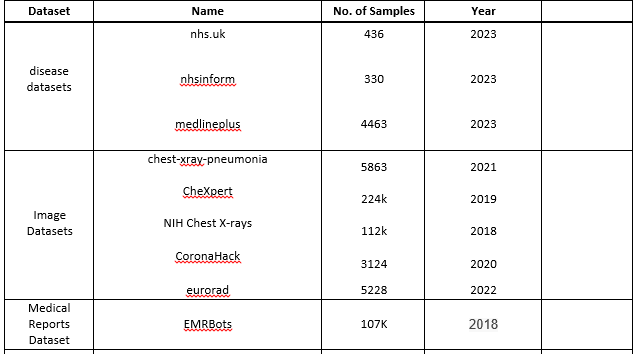 Dataset Name No. of Samples Year
disease datasets nhs.uk 436 2023
nhsinform 330 2023
medlineplus 4463 2023
Image Datasets chest-xray-pneumonia 5863 2021
CheXpert 224k 2019
NIH Chest X-rays 112k 2018
CoronaHack 3124 2020
eurorad 5228 2022
Medical Reports Dataset EMRBots 107K 2018